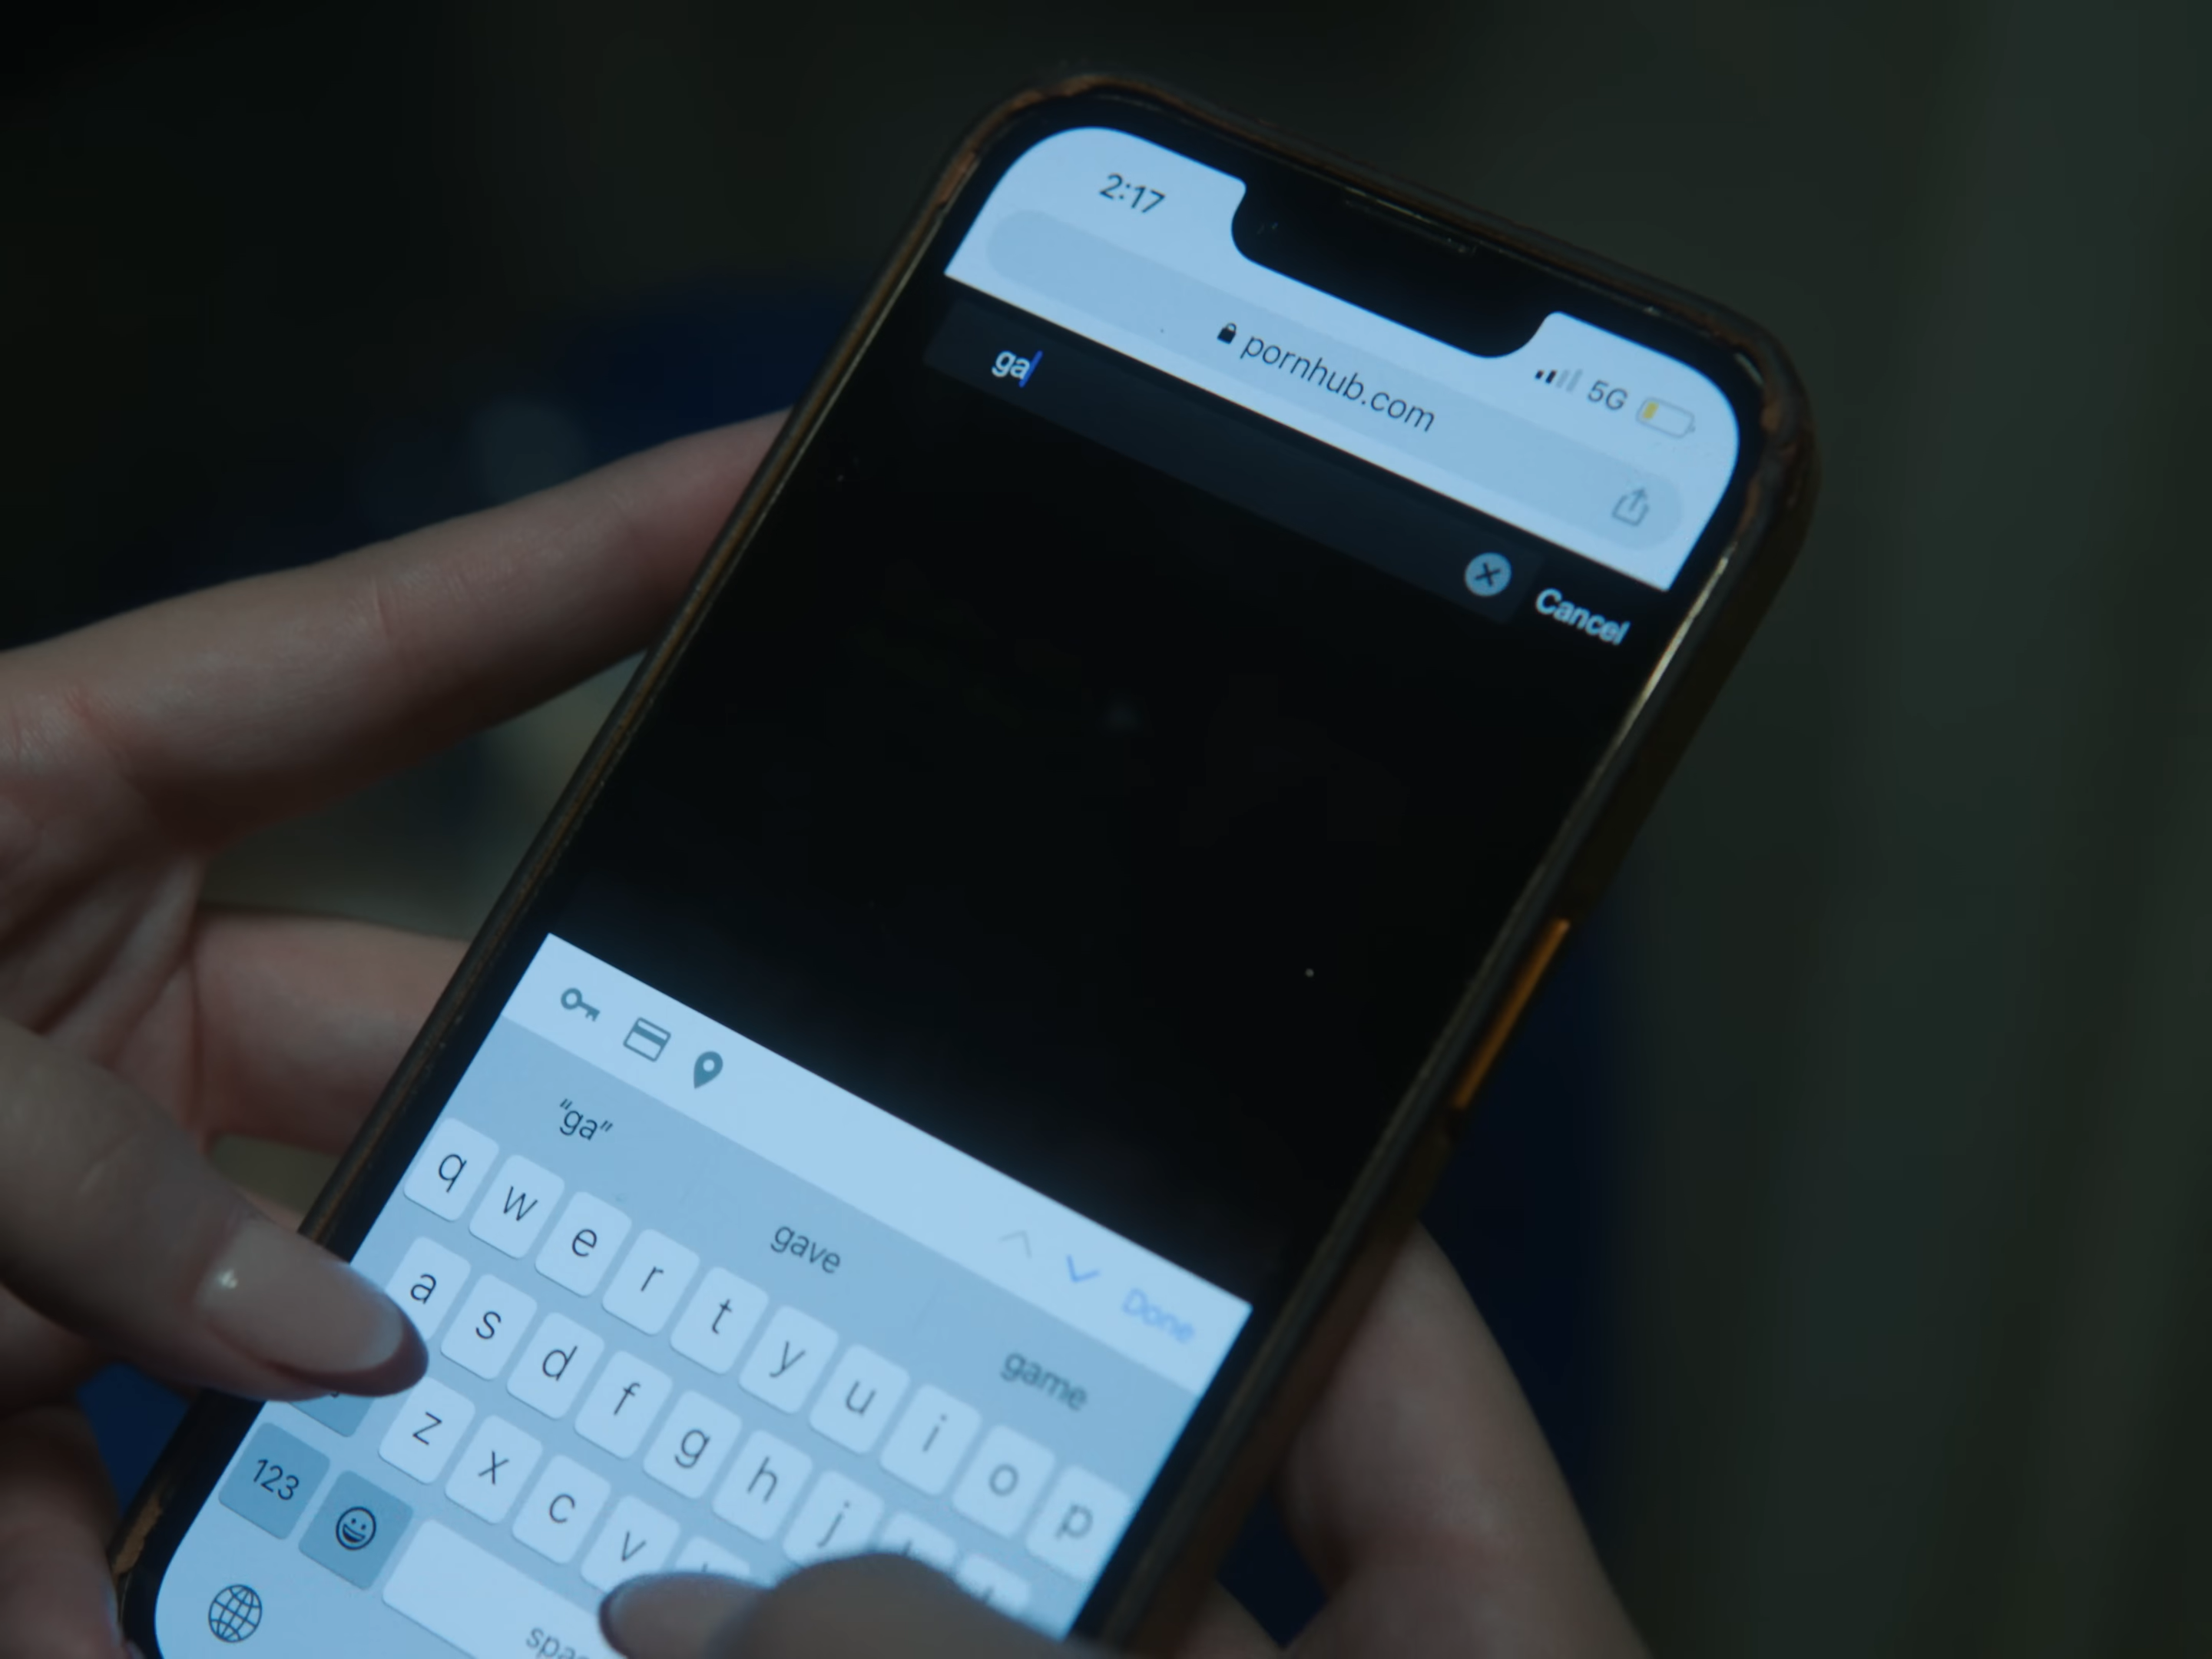 2:17
5G
pornhub.com
ga
Cancel
"ga"
gave
game
Done
q w e r t y u i o p
a s d f g h j
z x c v
123